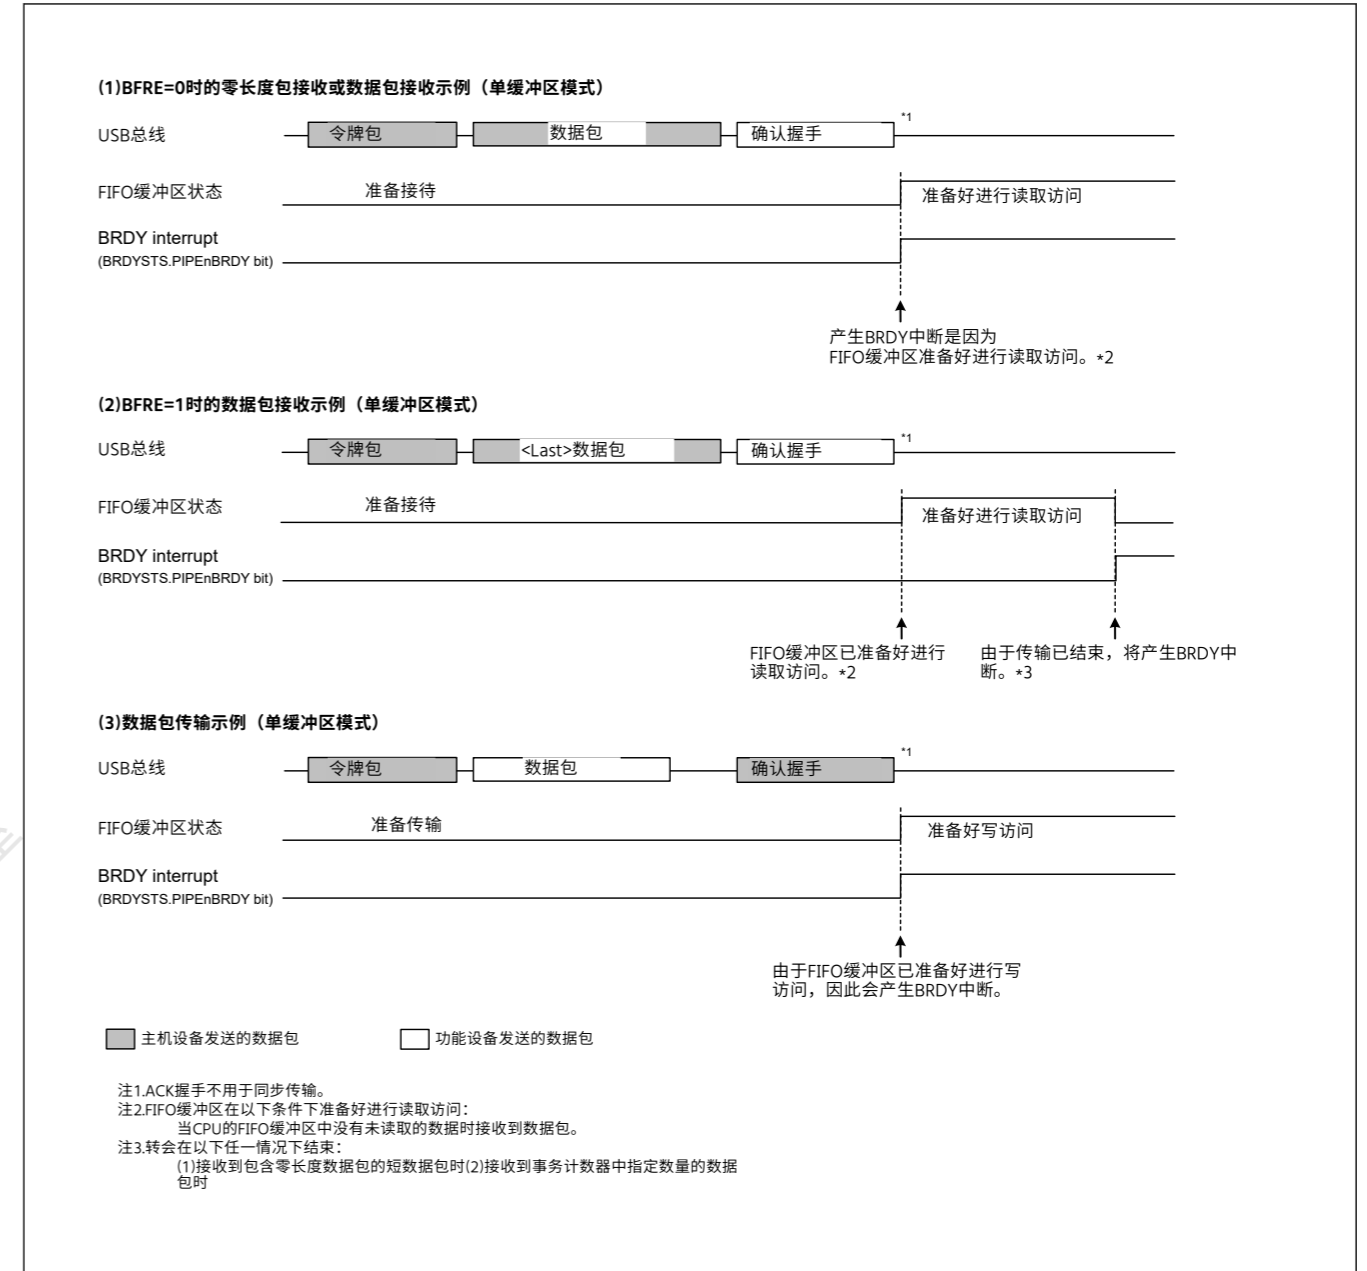 (1)BFRE=0时的零长度包接收或数据包接收示例（单缓冲区模式）
USB总线 令牌包 数据包 确认握手 *1
FIFO缓冲区状态 准备接待 准备好进行读取访问
BRDY interrupt
(BRDYSTS.PIPEnBRDY bit)
产生BRDY中断是因为
FIFO缓冲区准备好进行读取访问。*2
(2)BFRE=1时的数据包接收示例（单缓冲区模式）
USB总线 令牌包 <Last>数据包 确认握手 *1
FIFO缓冲区状态 准备接待 准备好进行读取访问
BRDY interrupt
(BRDYSTS.PIPEnBRDY bit)
FIFO缓冲区已准备好进行
读取访问。*2
由于传输已结束，将产生BRDY中
断。*3
(3)数据包传输示例（单缓冲区模式）
USB总线 令牌包 数据包 确认握手 *1
FIFO缓冲区状态 准备传输 准备好写访问
BRDY interrupt
(BRDYSTS.PIPEnBRDY bit)
由于FIFO缓冲区已准备好进行写
访问，因此会产生BRDY中断。
主机设备发送的数据包 功能设备发送的数据包
注1.ACK握手不用于同步传输。
注2.FIFO缓冲区在以下条件下准备好进行读取访问：
当CPU的FIFO缓冲区中没有未读取的数据时接收到数据包。
注3.转会在以下任一情况下结束：
(1)接收到包含零长度数据包的短数据包时(2)接收到事务计数器中指定数量的数据
包时